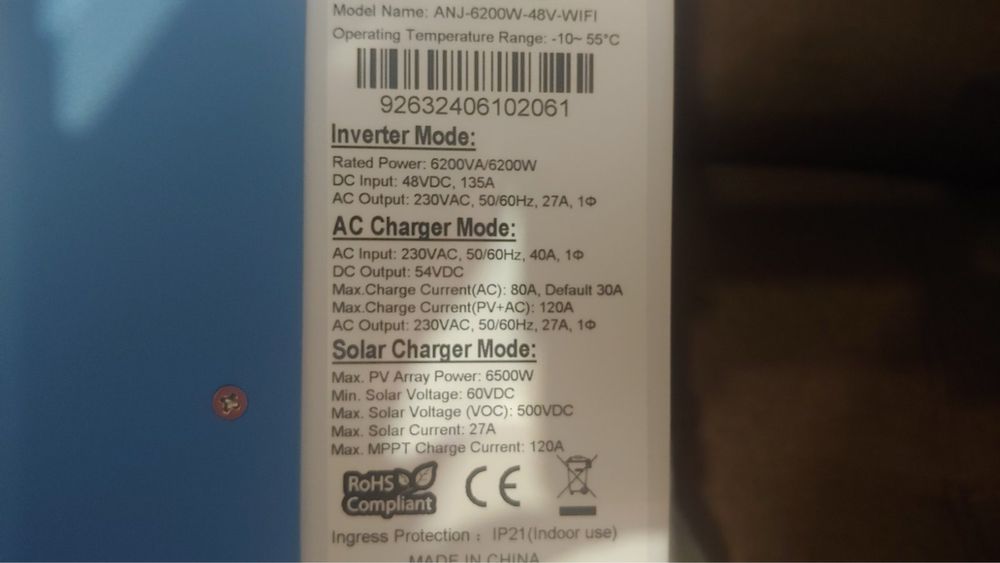 Model Name: ANJ-6200W-48V-WIFI
Operating Temperature Range: -10~ 55°C
92632406102061
Inverter Mode:
Rated Power: 6200VA/6200W
DC Input: 48VDC, 135A
AC Output: 230VAC, 50/60Hz, 27A, 1Φ
AC Charger Mode:
AC Input: 230VAC, 50/60Hz, 40A, 1Φ
DC Output: 54VDC
Max.Charge Current(AC): 80A, Default 30A
Max.Charge Current(PV+AC): 120A
AC Output: 230VAC, 50/60Hz, 27A, 1Φ
Solar Charger Mode:
Max. PV Array Power: 6500W
Min. Solar Voltage: 60VDC
Max. Solar Voltage (VOC): 500VDC
Max. Solar Current: 27A
Max. MPPT Charge Current: 120A
RoHS
Compliant
CE
Ingress Protection : IP21(Indoor use)
MADE IN CHINA